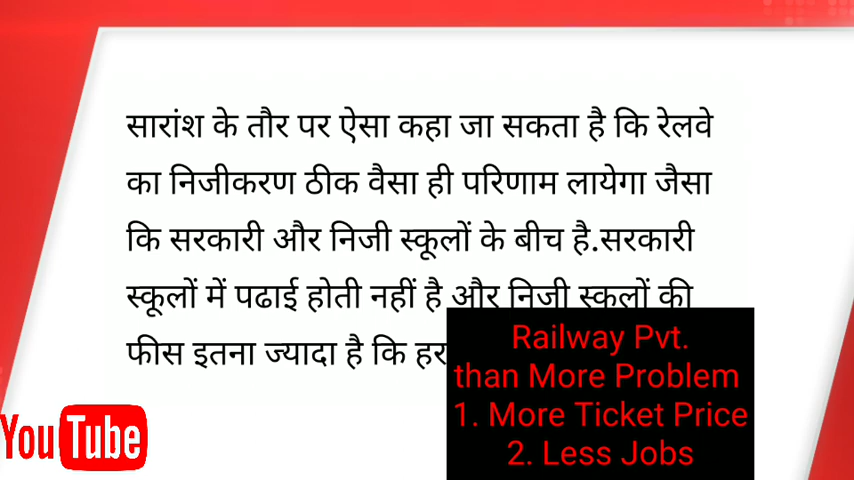 सारांश के तौर पर ऐसा कहा जा सकता है कि रेलवे
का निजीकरण ठीक वैसा ही परिणाम लायेगा जैसा
कि सरकारी और निजी स्कूलों के बीच है.सरकारी
स्कूलों में पढाई होती नहीं है और निजी स्कूलों की
फीस इतना ज्यादा है कि हर
Railway Pvt.
than More Problem
1. More Ticket Price
2. Less Jobs
YouTube